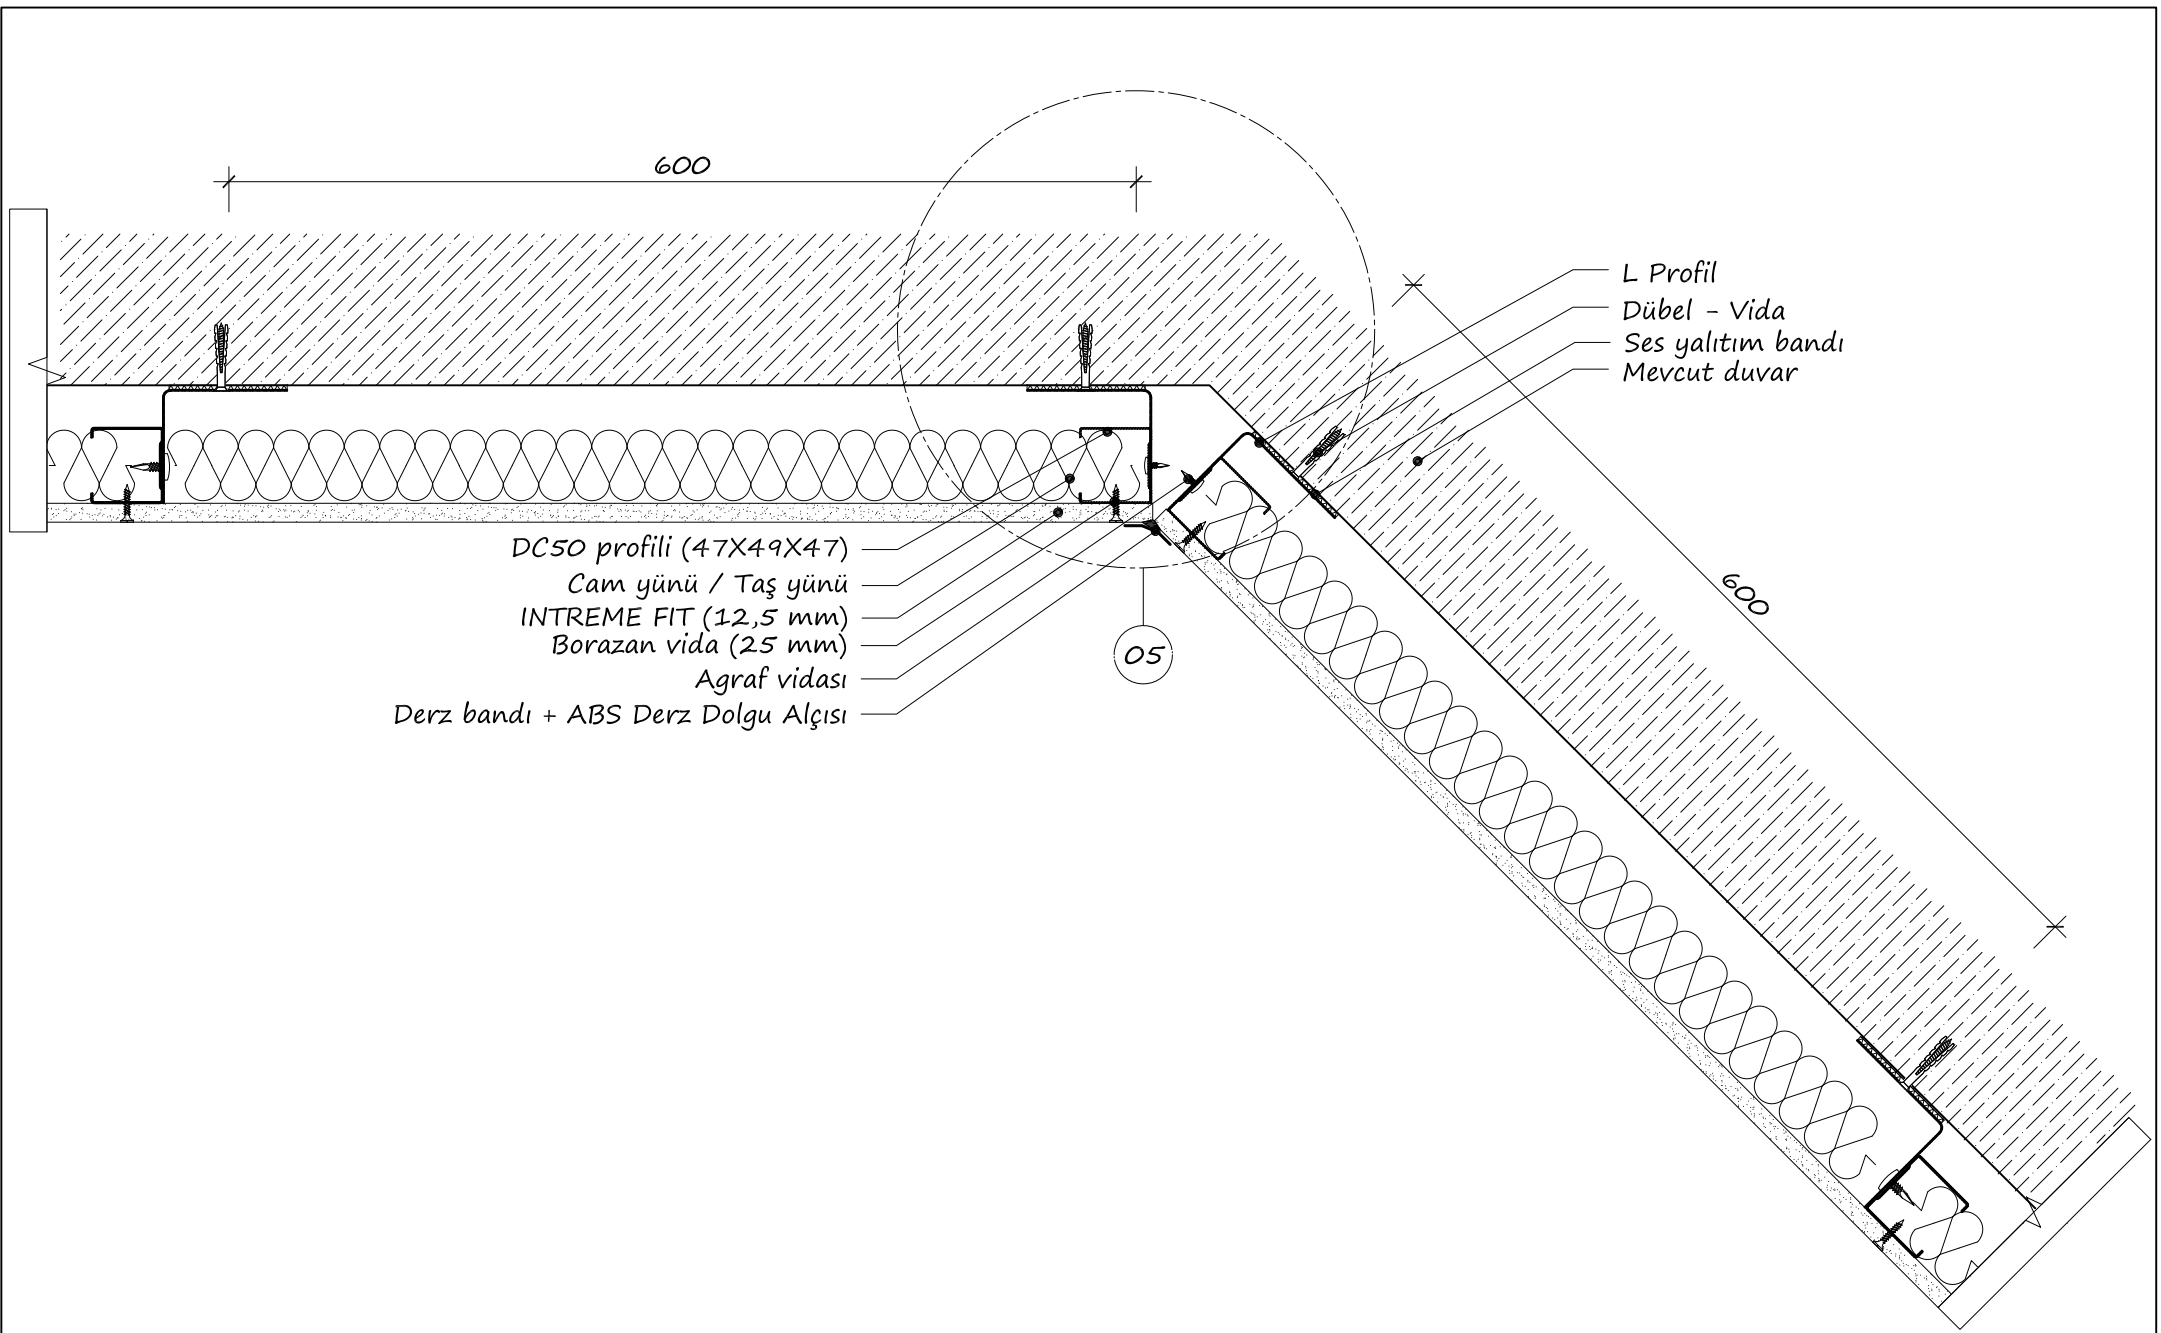 600
L Profil
Dübel - Vida
Ses yalıtım bandı
Mevcut duvar
600
DC50 profili (47X49X47)
Cam yünü / Taş yünü
INTREME FIT (12,5 mm)
Borazan vida (25 mm)
Agraf vidası
Derz bandı + ABS Derz Dolgu Alçısı
05